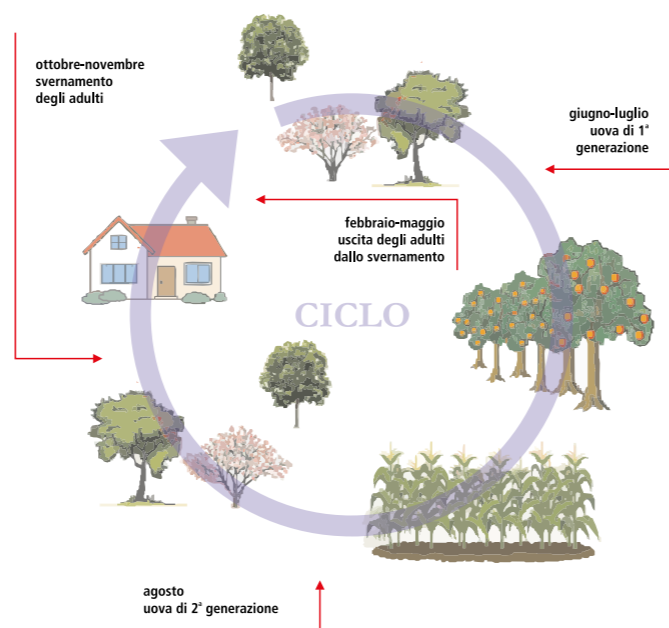 ottobre-novembre
svernamento
degli adulti
giugno-luglio
uova di 1ª
generazione
febbraio-maggio
uscita degli adulti
dallo svernamento
CICLO
agosto
uova di 2ª generazione